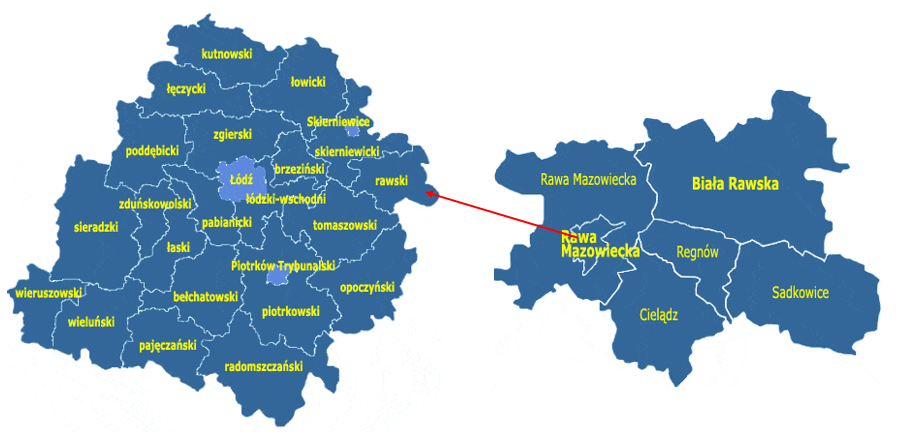 kutnowski
łowicki
łęczycki
Skierniewice
zgierski
poddębicki
skierniewicki
brzeziński
Łódź
rawski
zduńskowolski
łódzki-wschodni
sieradzki
pabianicki
tomaszowski
łaski
Piotrków Trybunalski
opoczyński
wieruszowski
bełchatowski
piotrkowski
wieluński
pajęczański
radomszczański
Rawa Mazowiecka
Biała Rawska
Rawa
Mazowiecka
Regnów
Sadkowice
Cielądz